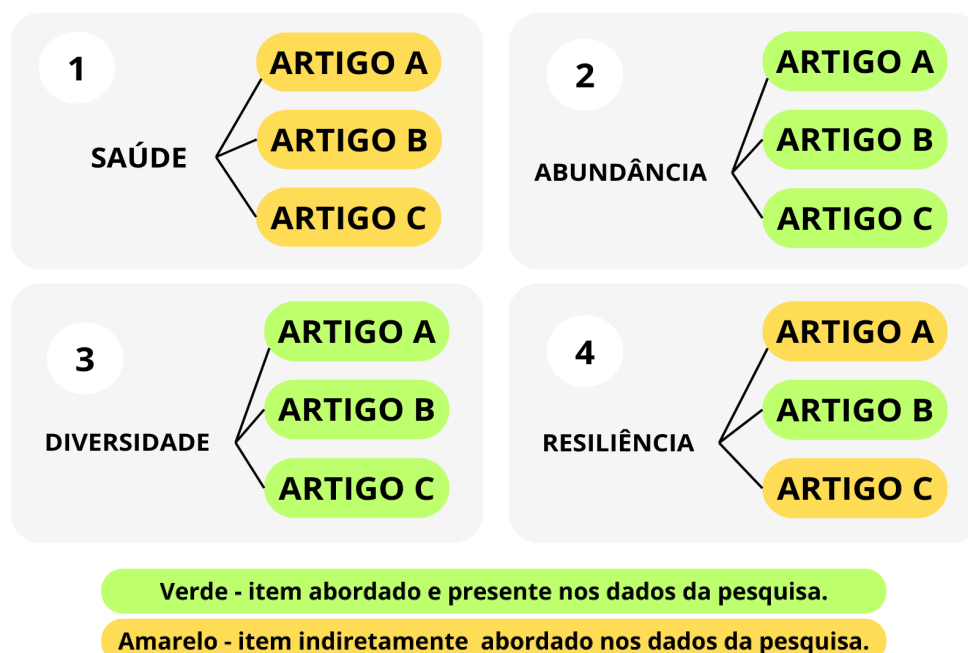 1
SAÚDE
ARTIGO A
ARTIGO B
ARTIGO C
2
ABUNDÂNCIA
ARTIGO A
ARTIGO B
ARTIGO C
3
DIVERSIDADE
ARTIGO A
ARTIGO B
ARTIGO C
4
RESILIÊNCIA
ARTIGO A
ARTIGO B
ARTIGO C
Verde - item abordado e presente nos dados da pesquisa.
Amarelo - item indiretamente abordado nos dados da pesquisa.